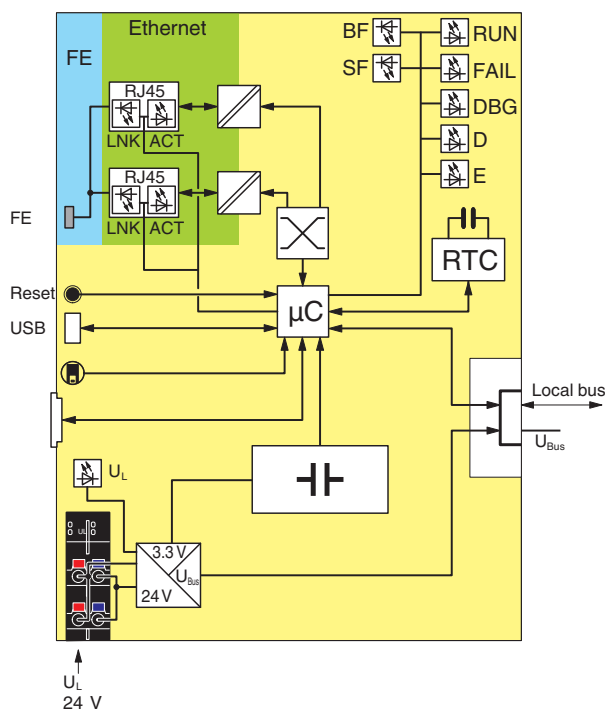 Ethernet
FE
BF
RUN
SF
FAIL
RJ45
DBG
LNK ACT
D
RJ45
E
LNK ACT
FE
RTC
Reset
µC
USB
Local bus
UBus
UL
UL
3.3 V
UBus
24 V
UL
24 V